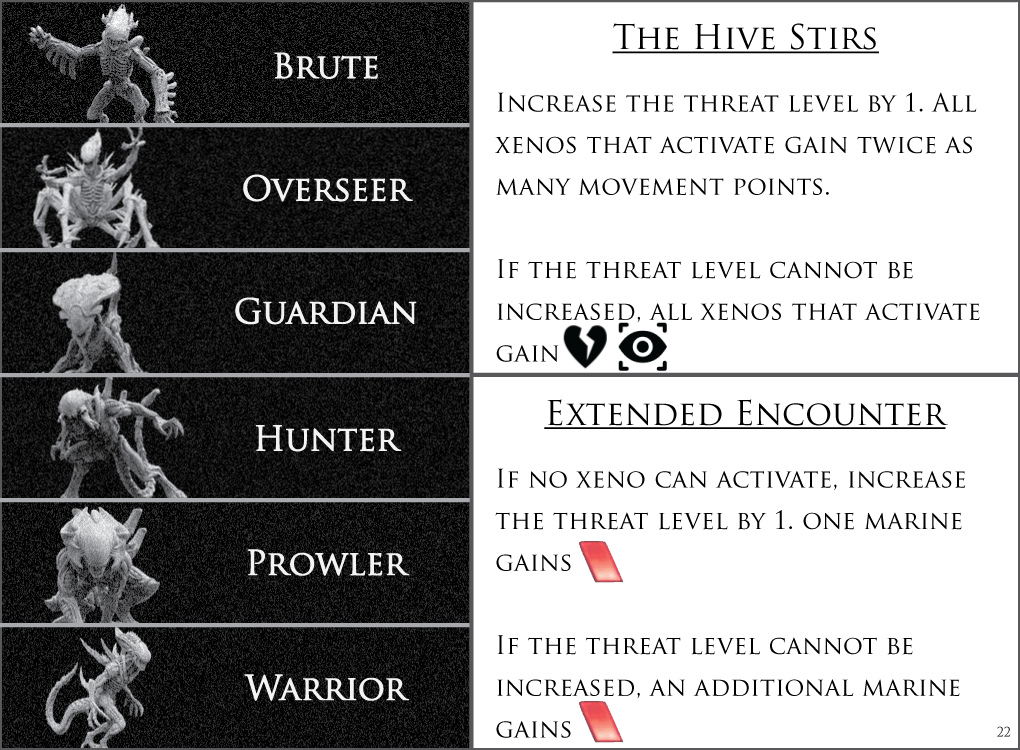 Brute
Overseer
Guardian
Hunter
Prowler
Warrior
The Hive Stirs
Increase the threat level by 1. All
xenos that activate gain twice as
many movement points.
If the threat level cannot be
increased, all xenos that activate
gain
Extended Encounter
If no xeno can activate, increase
the threat level by 1. one marine
gains
If the threat level cannot be
increased, an additional marine
gains
22